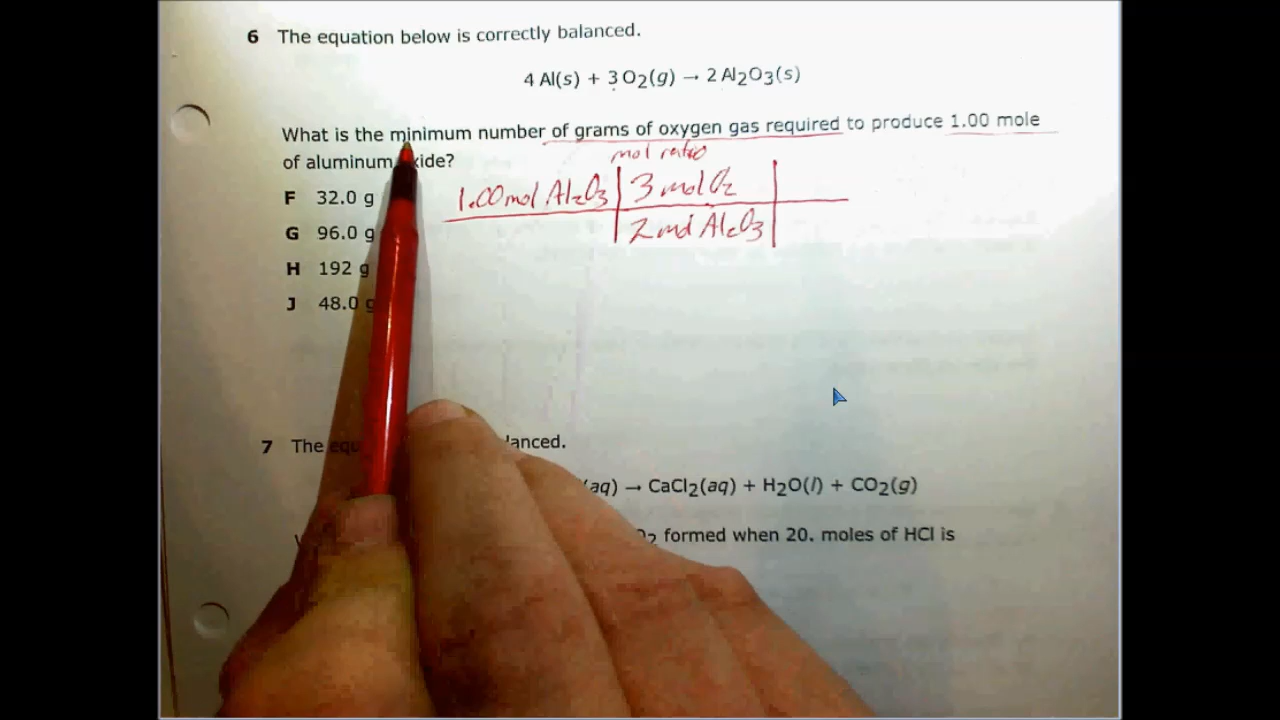 6 The equation below is correctly balanced.
4 Al(s) + 3 O2(g) → 2 Al2O3(s)
What is the minimum number of grams of oxygen gas required to produce 1.00 mole
of aluminum
mol ratio
1.00 mol Al2O3 3 mol O2
2 mol Al2O3
F 32.0 g
G 96.0 g
H 192 g
J 48.0 g
7 The
(aq) → CaCl2(aq) + H2O(l) + CO2(g)
formed when 20. moles of HCl is